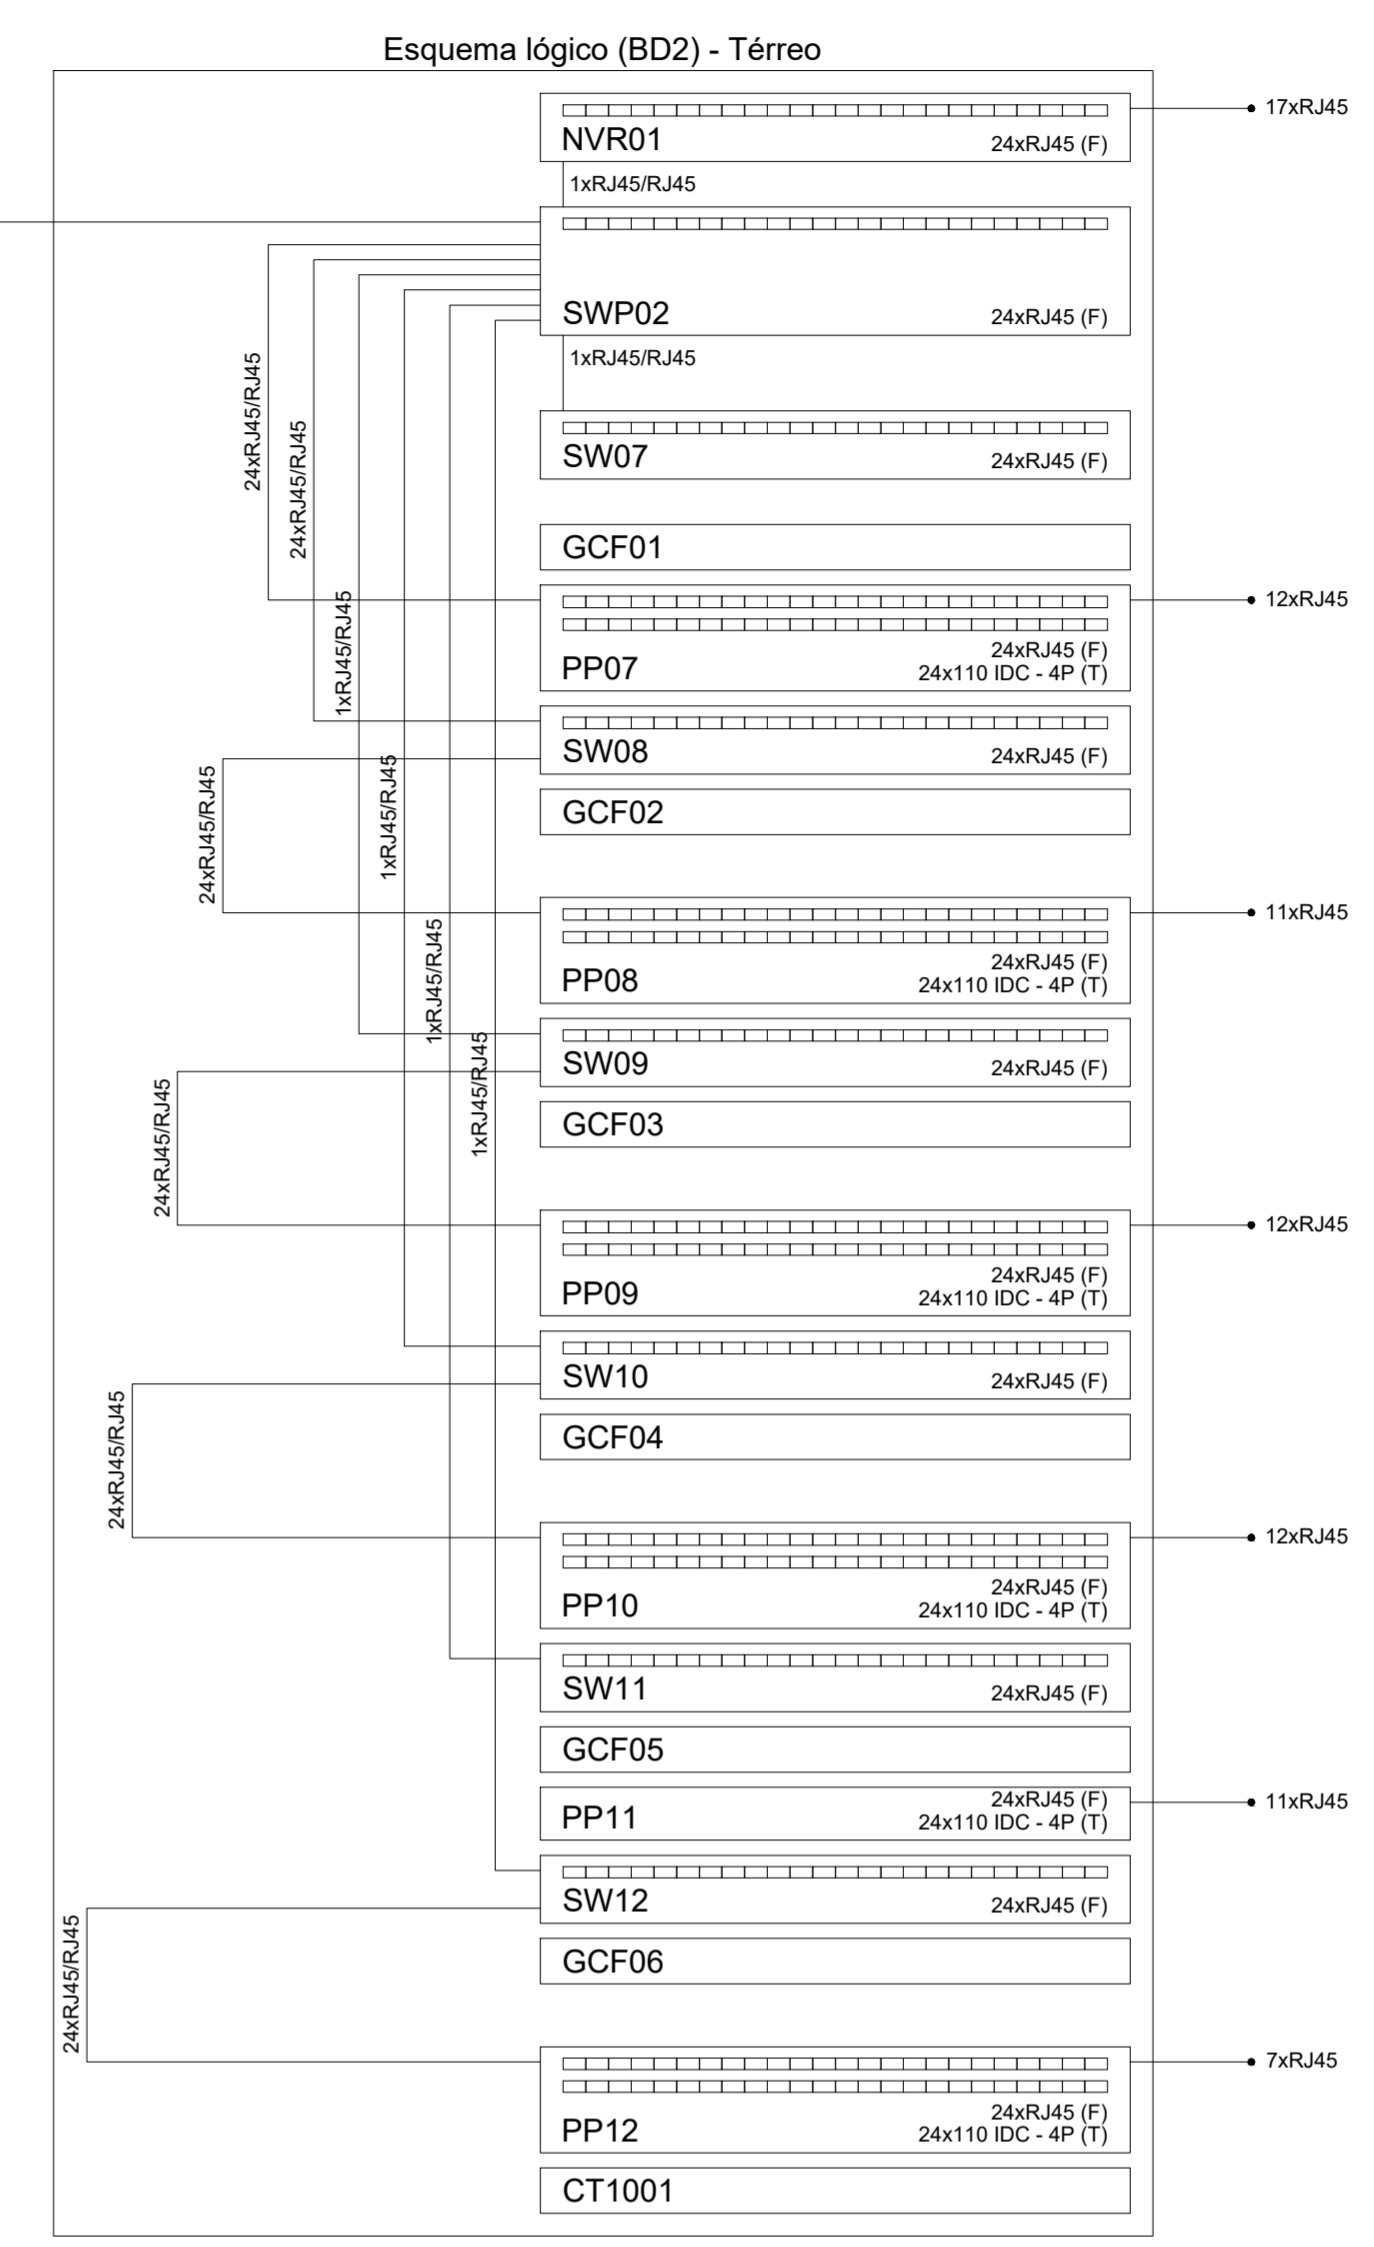 Esquema lógico (BD2) - Térreo
17xRJ45
NVR01
24xRJ45 (F)
1xRJ45/RJ45
SWP02
24xRJ45 (F)
1xRJ45/RJ45
24xRJ45/RJ45
24xRJ45/RJ45
SW07
24xRJ45 (F)
GCF01
1xRJ45/RJ45
12xRJ45
PP07
24xRJ45 (F)
24x110 IDC - 4P (T)
SW08
24xRJ45 (F)
24xRJ45/RJ45
1xRJ45/RJ45
GCF02
11xRJ45
PP08
24xRJ45 (F)
24x110 IDC - 4P (T)
1xRJ45/RJ45
SW09
24xRJ45 (F)
1xRJ45/RJ45
24xRJ45/RJ45
GCF03
12xRJ45
PP09
24xRJ45 (F)
24x110 IDC - 4P (T)
SW10
24xRJ45 (F)
24xRJ45/RJ45
GCF04
12xRJ45
PP10
24xRJ45 (F)
24x110 IDC - 4P (T)
SW11
24xRJ45 (F)
GCF05
11xRJ45
PP11
24xRJ45 (F)
24x110 IDC - 4P (T)
SW12
24xRJ45 (F)
24xRJ45/RJ45
GCF06
7xRJ45
PP12
24xRJ45 (F)
24x110 IDC - 4P (T)
CT1001